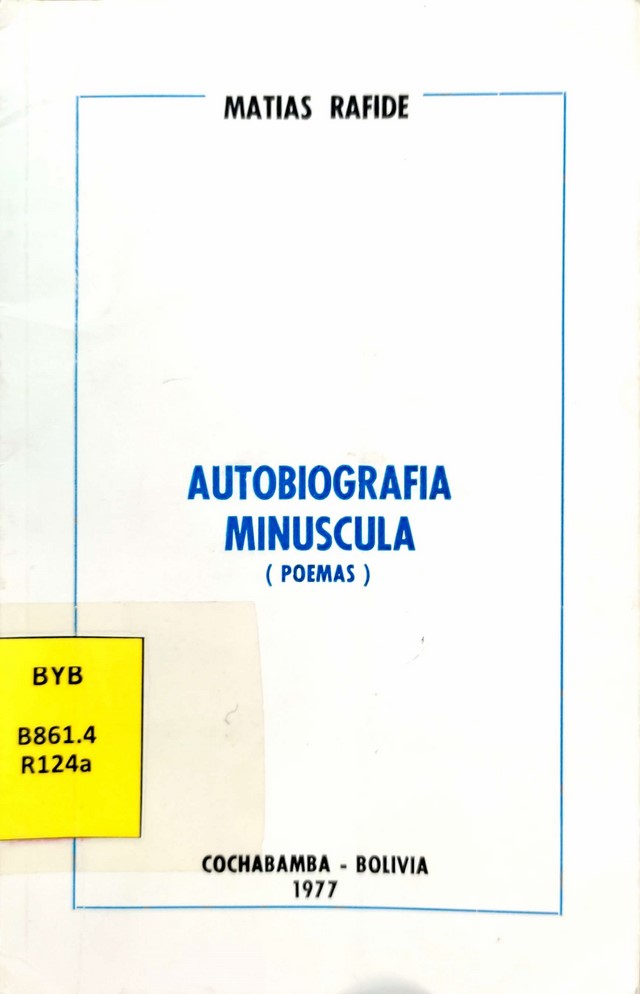 MATIAS RAFIDE
AUTOBIOGRAFIA
MINUSCULA
( POEMAS )
BYB
B861.4
R124a
COCHABAMBA - BOLIVIA
1977